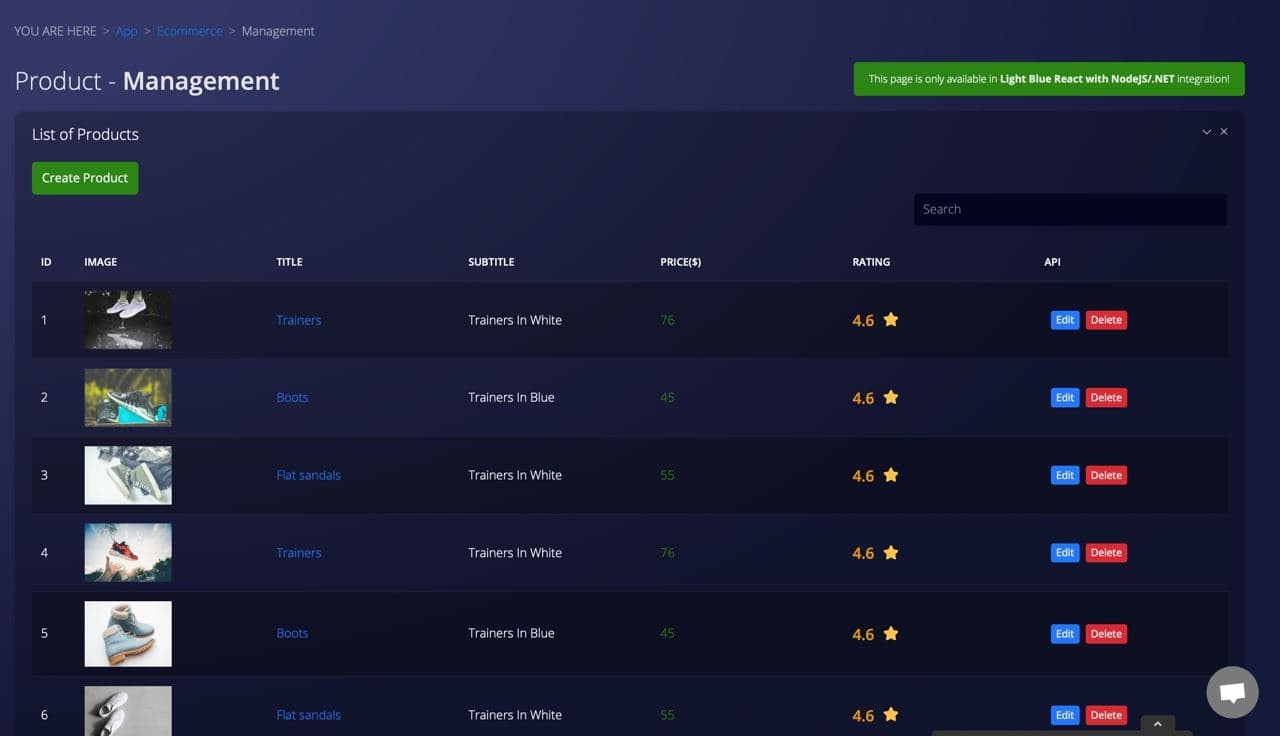 YOU ARE HERE > App > Ecommerce > Management
Product - Management
This page is only available in Light Blue React with NodeJS/.NET integration!
List of Products
Create Product
Search
ID IMAGE TITLE SUBTITLE PRICE($) RATING API
1 Trainers Trainers In White 76 4.6 Edit Delete
2 Boots Trainers In Blue 45 4.6 Edit Delete
3 Flat sandals Trainers In White 55 4.6 Edit Delete
4 Trainers Trainers In White 76 4.6 Edit Delete
5 Boots Trainers In Blue 45 4.6 Edit Delete
6 Flat sandals Trainers In White 55 4.6 Edit Delete